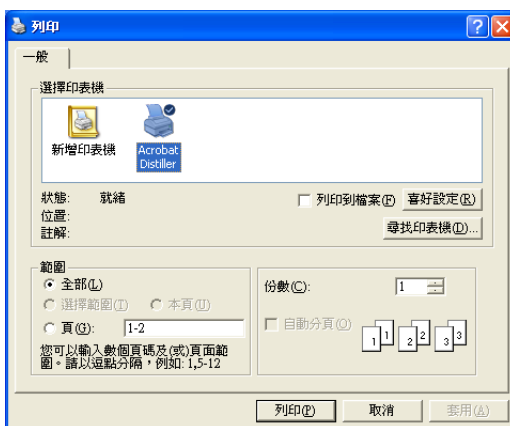 列印
一般
選擇印表機
新增印表機
Acrobat
Distiller
狀態: 就緒
位置:
註解:
列印到檔案(F)
喜好設定(R)
尋找印表機(D)...
範圍
全部(L)
選擇範圍(T) 本頁(U)
頁(G): 1-2
您可以輸入數個頁碼及(或)頁面範
圍。請以逗點分隔，例如: 1,5-12
份數(C): 1
自動分頁(O)
1 1 2 2 3 3
列印(P) 取消 套用(A)